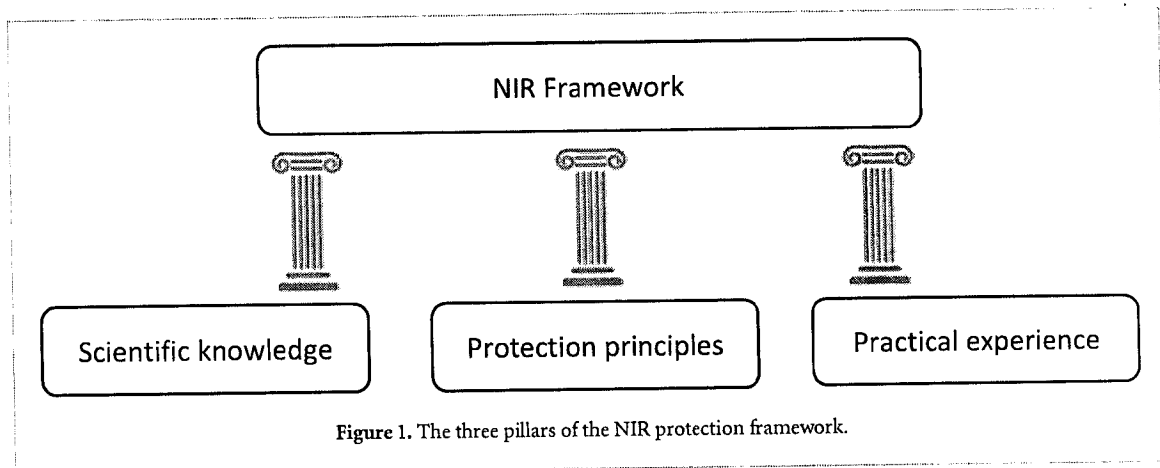 NIR Framework
Scientific knowledge
Protection principles
Practical experience
Figure 1. The three pillars of the NIR protection framework.